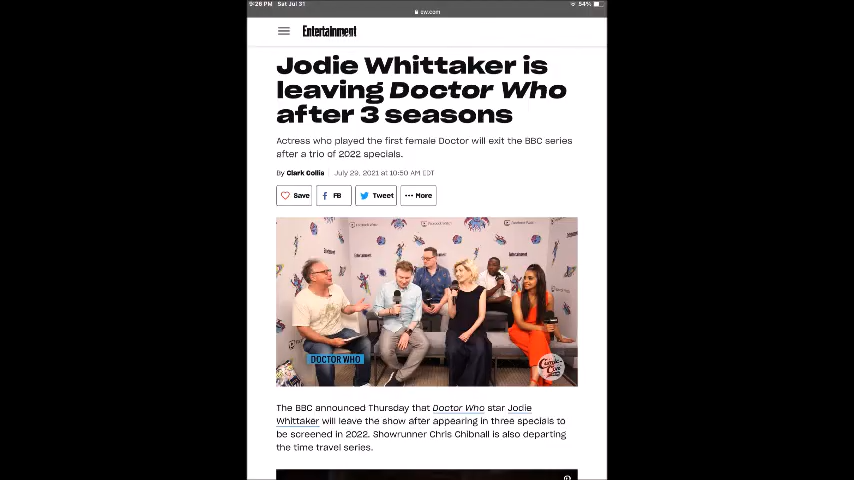 9:26 PM Sat Jul 31
54%
ew.com
Entertainment
Jodie Whittaker is
leaving Doctor Who
after 3 seasons
Actress who played the first female Doctor will exit the BBC series
after a trio of 2022 specials.
By Clark Collis July 29, 2021 at 10:50 AM EDT
Save
FB
Tweet
••• More
DOCTOR WHO
The BBC announced Thursday that Doctor Who star Jodie
Whittaker will leave the show after appearing in three specials to
be screened in 2022. Showrunner Chris Chibnall is also departing
the time travel series.